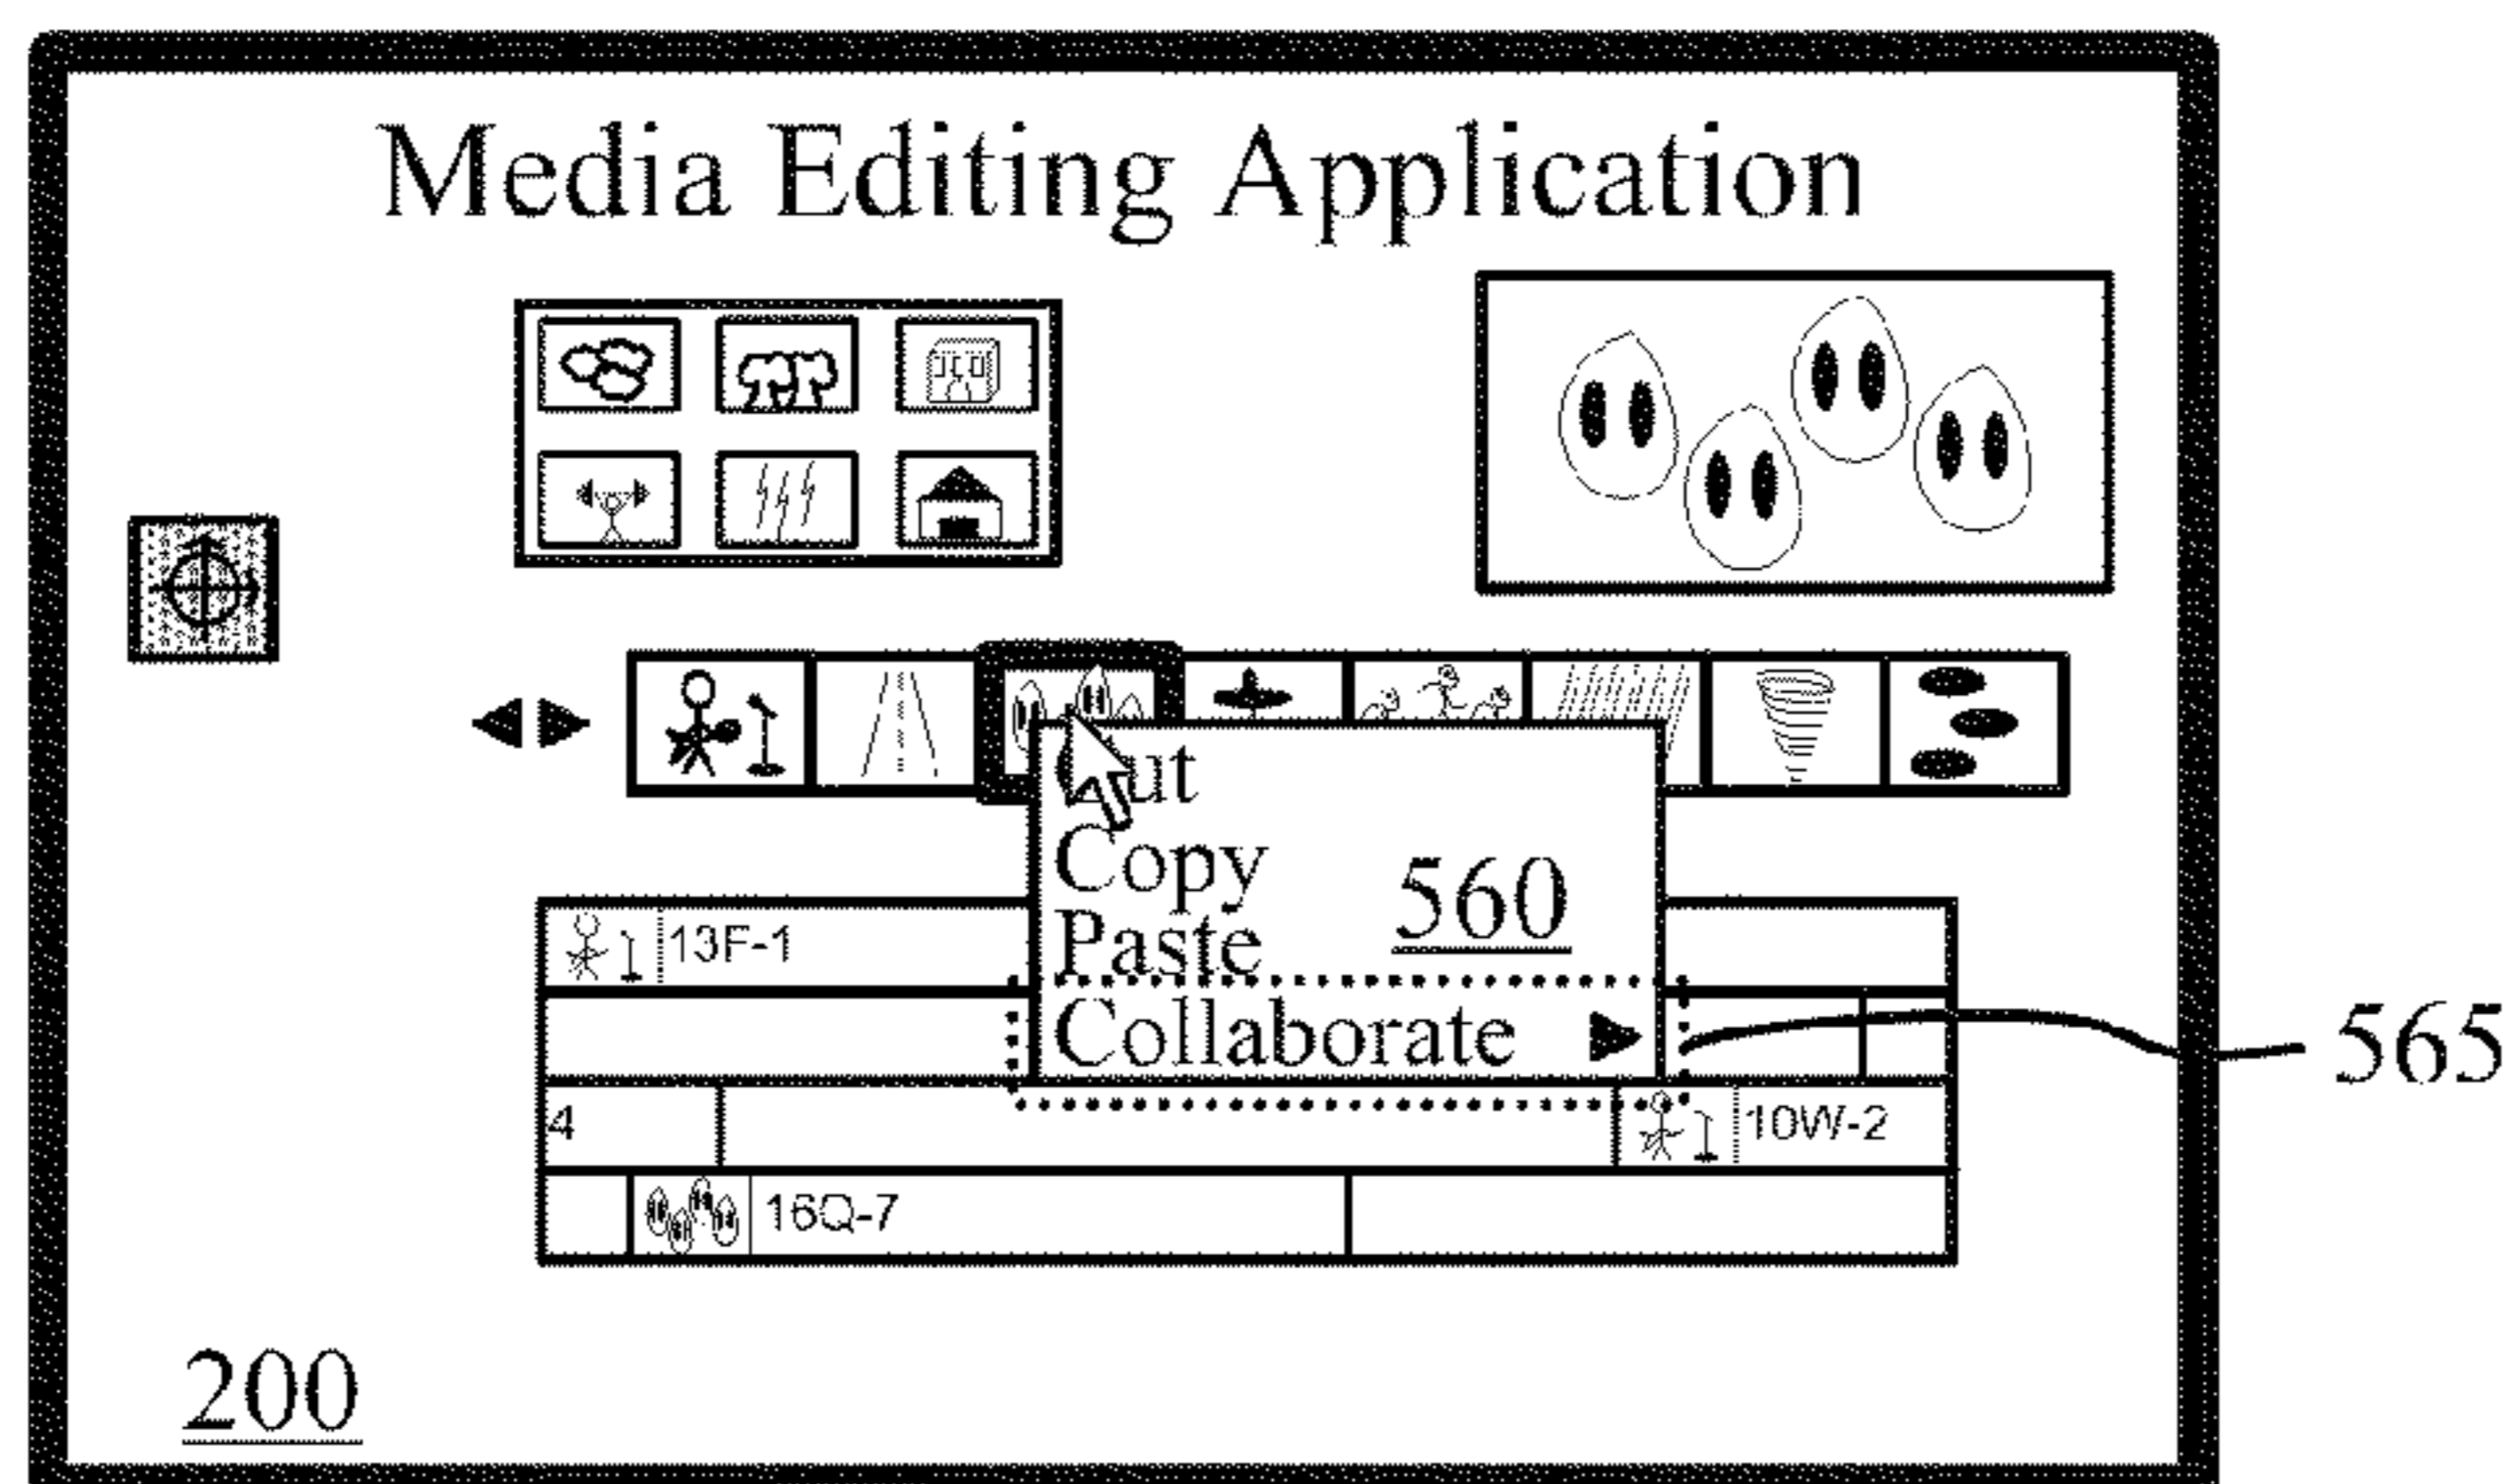 Media Editing Application
Cut
Copy
560
Paste
Collaborate
565
13F-1
4
10W-2
16Q-7
200